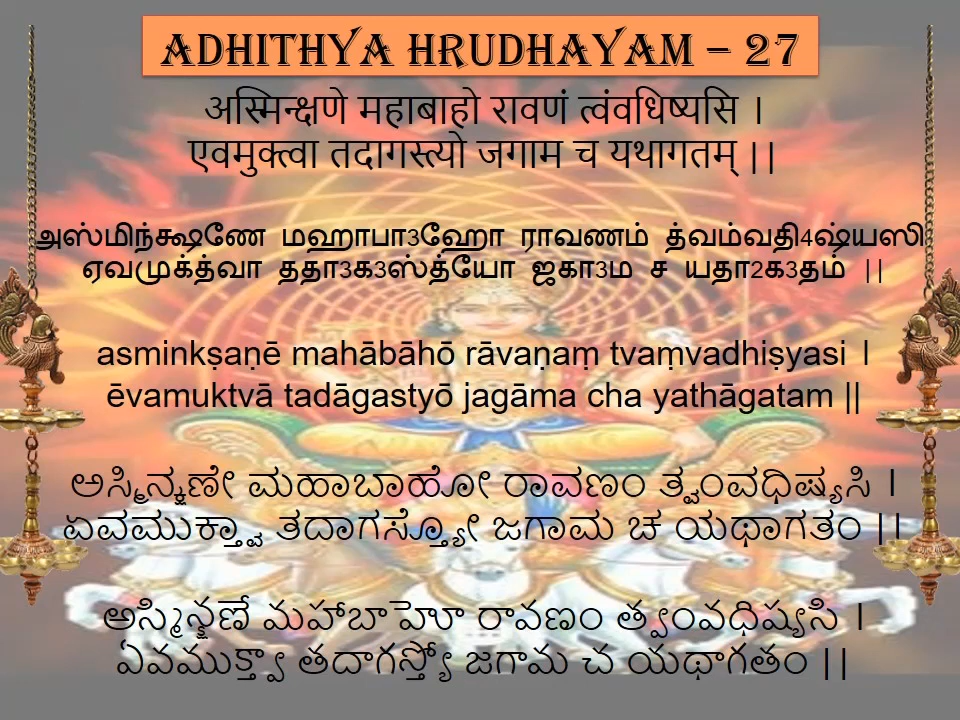 ADHITHYA HRUDHAYAM – 27
अस्मिन्क्षणे महाबाहो रावणं त्वंवधिष्यसि ।
एवमुक्त्वा तदागस्त्यो जगाम च यथागतम् ||
அஸ்மிந்க்ஷணே மஹாபா3ஹோ ராவணம் த்வம்வதி4ஷ்யஸி
ஏவமுக்த்வா ததா3க3ஸ்த்யோ ஜகா3ம ச யதா2க3தம் ||
asminkṣaṇē mahābāhō rāvaṇaṃ tvaṃvadhiṣyasi ।
ēvamuktvā tadāgastyō jagāma cha yathāgatam ||
ಅಸ್ಮಿನ್ಕ್ಷಣೇ ಮಹಾಬಾಹೋ ರಾವಣಂ ತ್ವಂವಧಿಷ್ಯಸಿ ।
ಏವಮುಕ್ತ್ವಾ ತದಾಗಸ್ತ್ಯೋ ಜಗಾಮ ಚ ಯಥಾಗತಂ ||
అస్మిన్క్షణే మహాబాహో రావణం త్వంవధిష్యసి ।
ఏవముక్త్వా తదాగస్త్యో జగామ చ యథాగతం ||